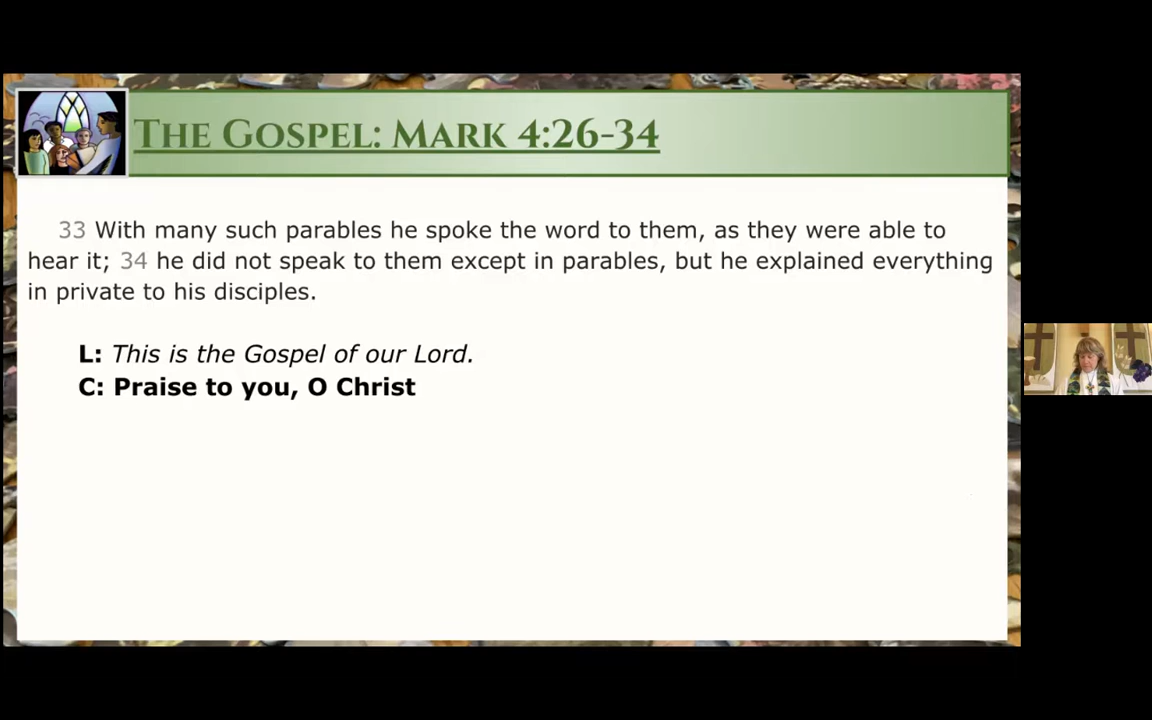 THE GOSPEL: MARK 4:26-34
33 With many such parables he spoke the word to them, as they were able to
hear it; 34 he did not speak to them except in parables, but he explained everything
in private to his disciples.
L: This is the Gospel of our Lord.
C: Praise to you, O Christ